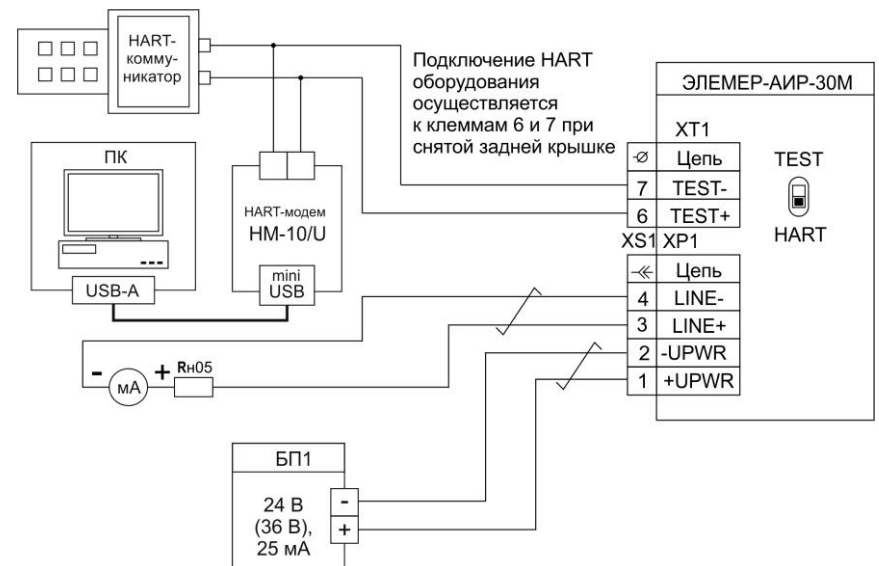 HART-
комму-
никатор
Подключение HART
оборудования
осуществляется
к клеммам 6 и 7 при
снятой задней крышке
ЭЛЕМЕР-АИР-30М
XT1
Цепь
7 TEST-
6 TEST+
XS1 XP1
Цепь
4 LINE-
3 LINE+
2 -UPWR
1 +UPWR
TEST
HART
ПК
USB-A
HART-модем
HM-10/U
mini
USB
- мА + Rн05
БП1
24 В
(36 В),
25 мА
-
+